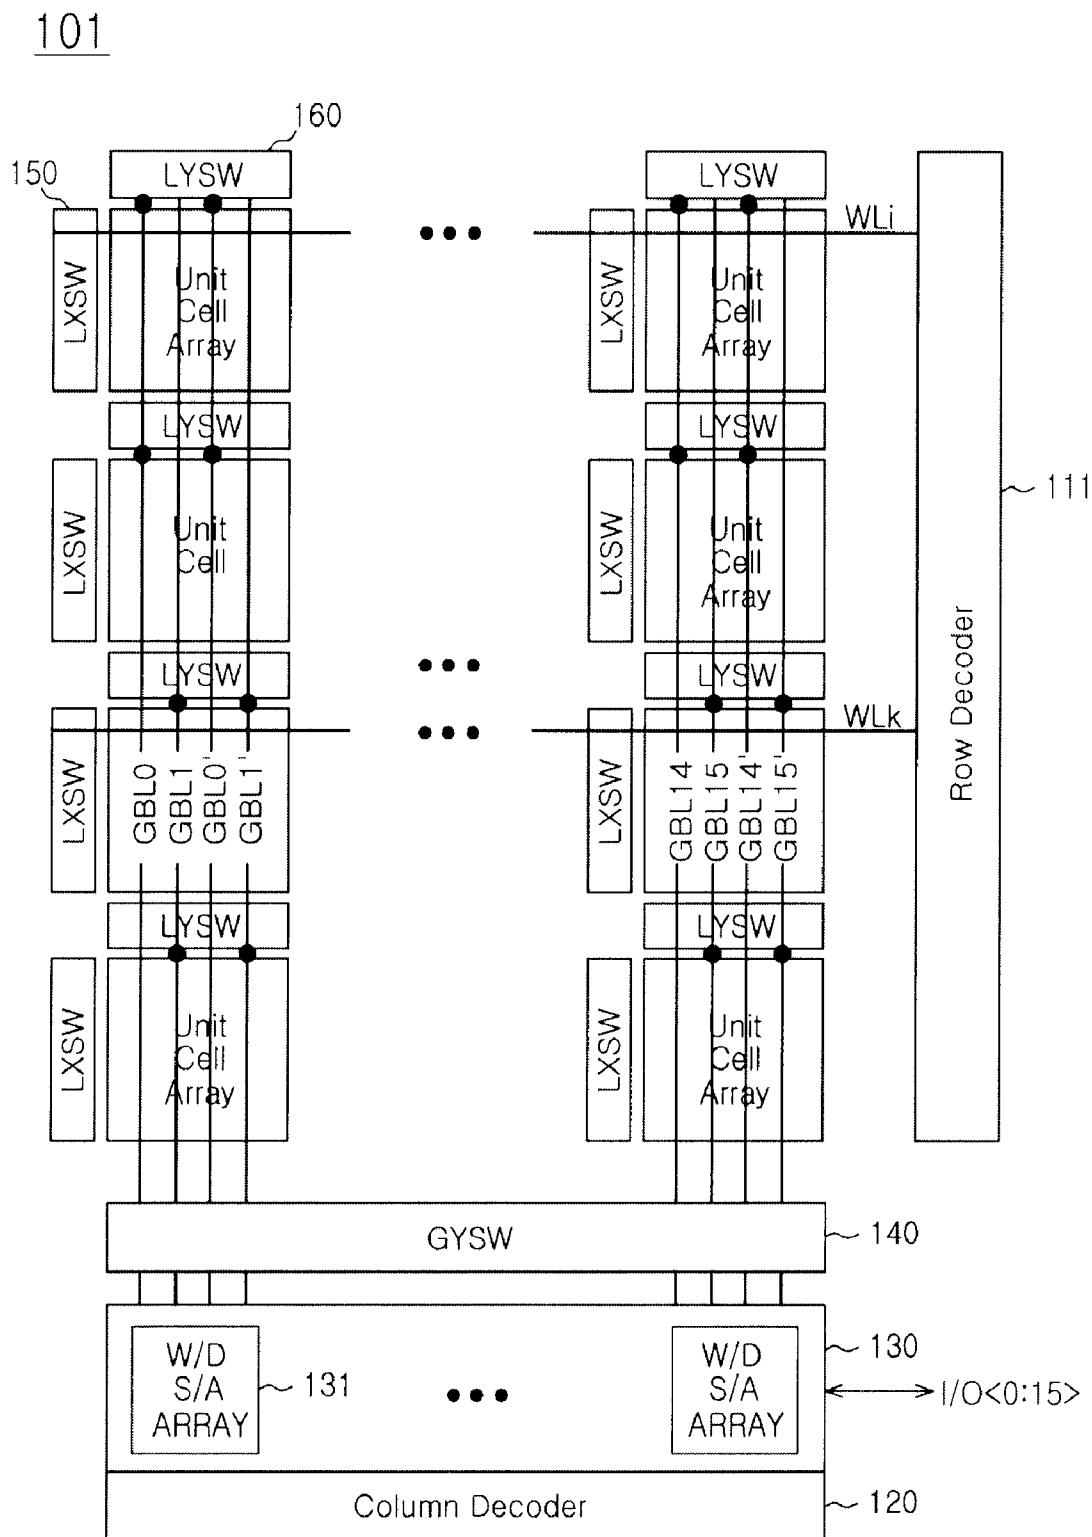 101
160
150
LYSW
LYSW
WLi
LXSW
Unit
Cell
Array
LXSW
Unit
Cell
Array
LYSW
LYSW
111
LXSW
Unit
Cell
LXSW
Unit
Cell
Array
Row Decoder
LYSW
LYSW
WLk
LXSW
GBL0
GBL1
GBL0'
GBL1'
LXSW
GBL14
GBL15
GBL14'
GBL15'
LYSW
LYSW
LXSW
Unit
Cell
Array
LXSW
Unit
Cell
Array
GYSW
140
W/D
S/A
ARRAY
131
W/D
S/A
ARRAY
130
I/O<0:15>
Column Decoder
120